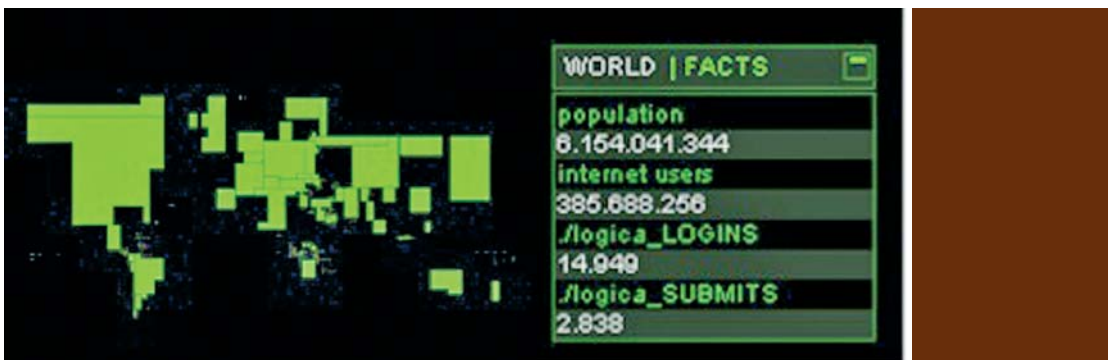 WORLD | FACTS
population
6.154.041.344
internet users
385.688.256
./logica_LOGINS
14.949
./logica_SUBMITS
2.838